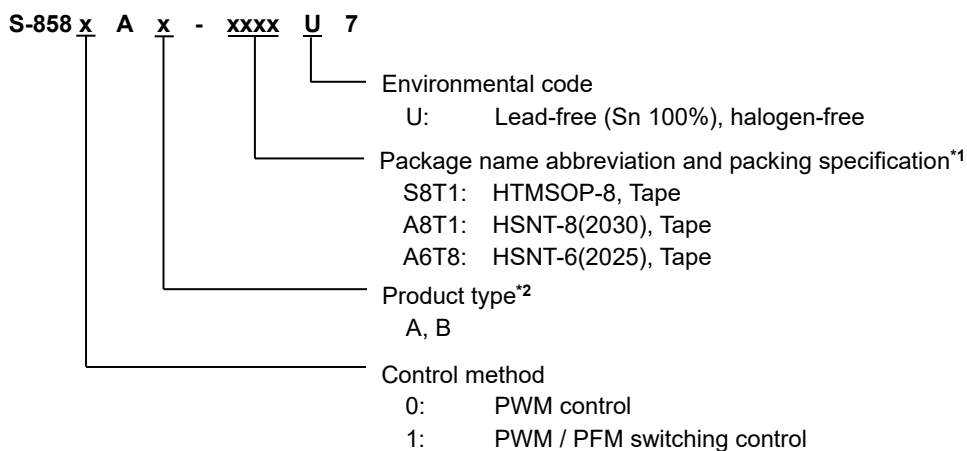 S-858 x A x - xxxx U 7
Environmental code
U: Lead-free (Sn 100%), halogen-free
Package name abbreviation and packing specification*1
S8T1: HTMSOP-8, Tape
A8T1: HSNT-8(2030), Tape
A6T8: HSNT-6(2025), Tape
Product type*2
A, B
Control method
0: PWM control
1: PWM / PFM switching control